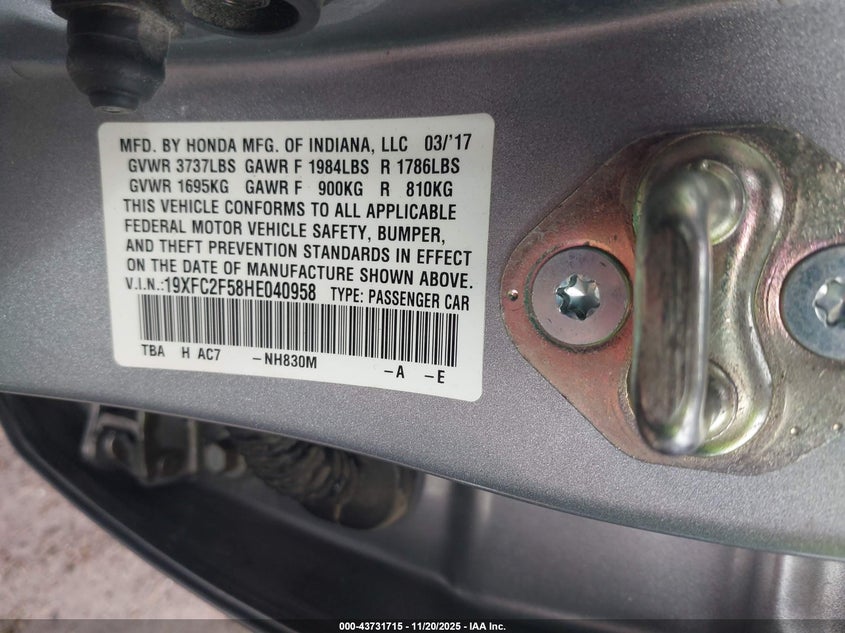 MFD. BY HONDA MFG. OF INDIANA, LLC 03/'17
GVWR 3737LBS GAWR F 1984LBS R 1786LBS
GVWR 1695KG GAWR F 900KG R 810KG
THIS VEHICLE CONFORMS TO ALL APPLICABLE
FEDERAL MOTOR VEHICLE SAFETY, BUMPER,
AND THEFT PREVENTION STANDARDS IN EFFECT
ON THE DATE OF MANUFACTURE SHOWN ABOVE.
V.I.N.:19XFC2F58HE040958 TYPE: PASSENGER CAR
TBA H AC7 -NH830M -A -E
000-43731715 - 11/20/2025 - IAA Inc.